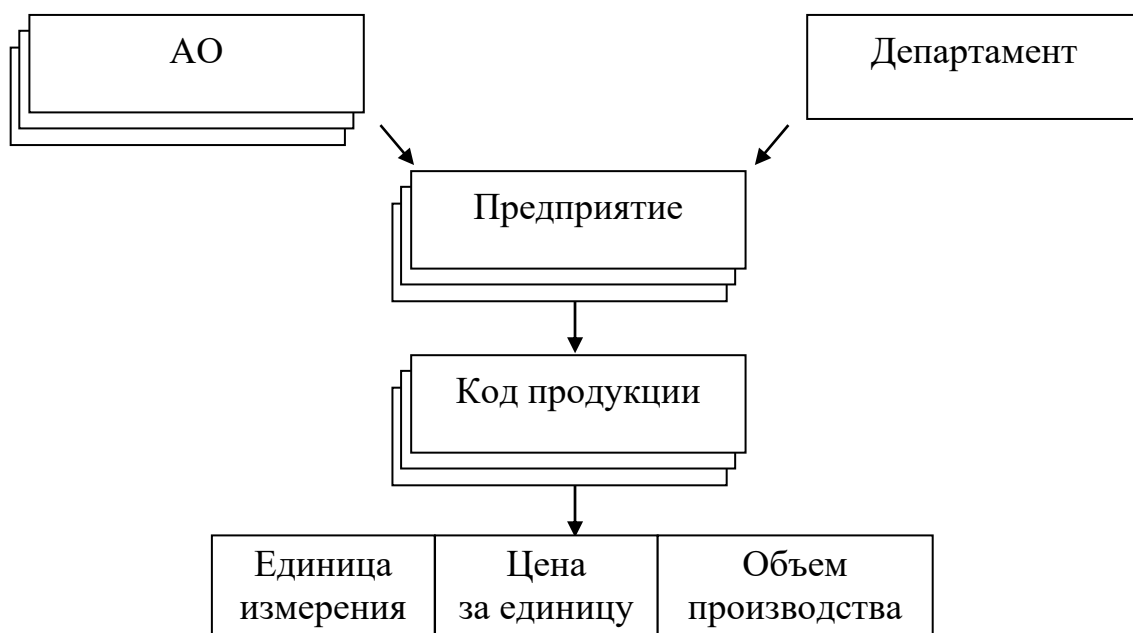 АО
Департамент
Предприятие
Код продукции
Единица
измерения
Цена
за единицу
Объем
производства